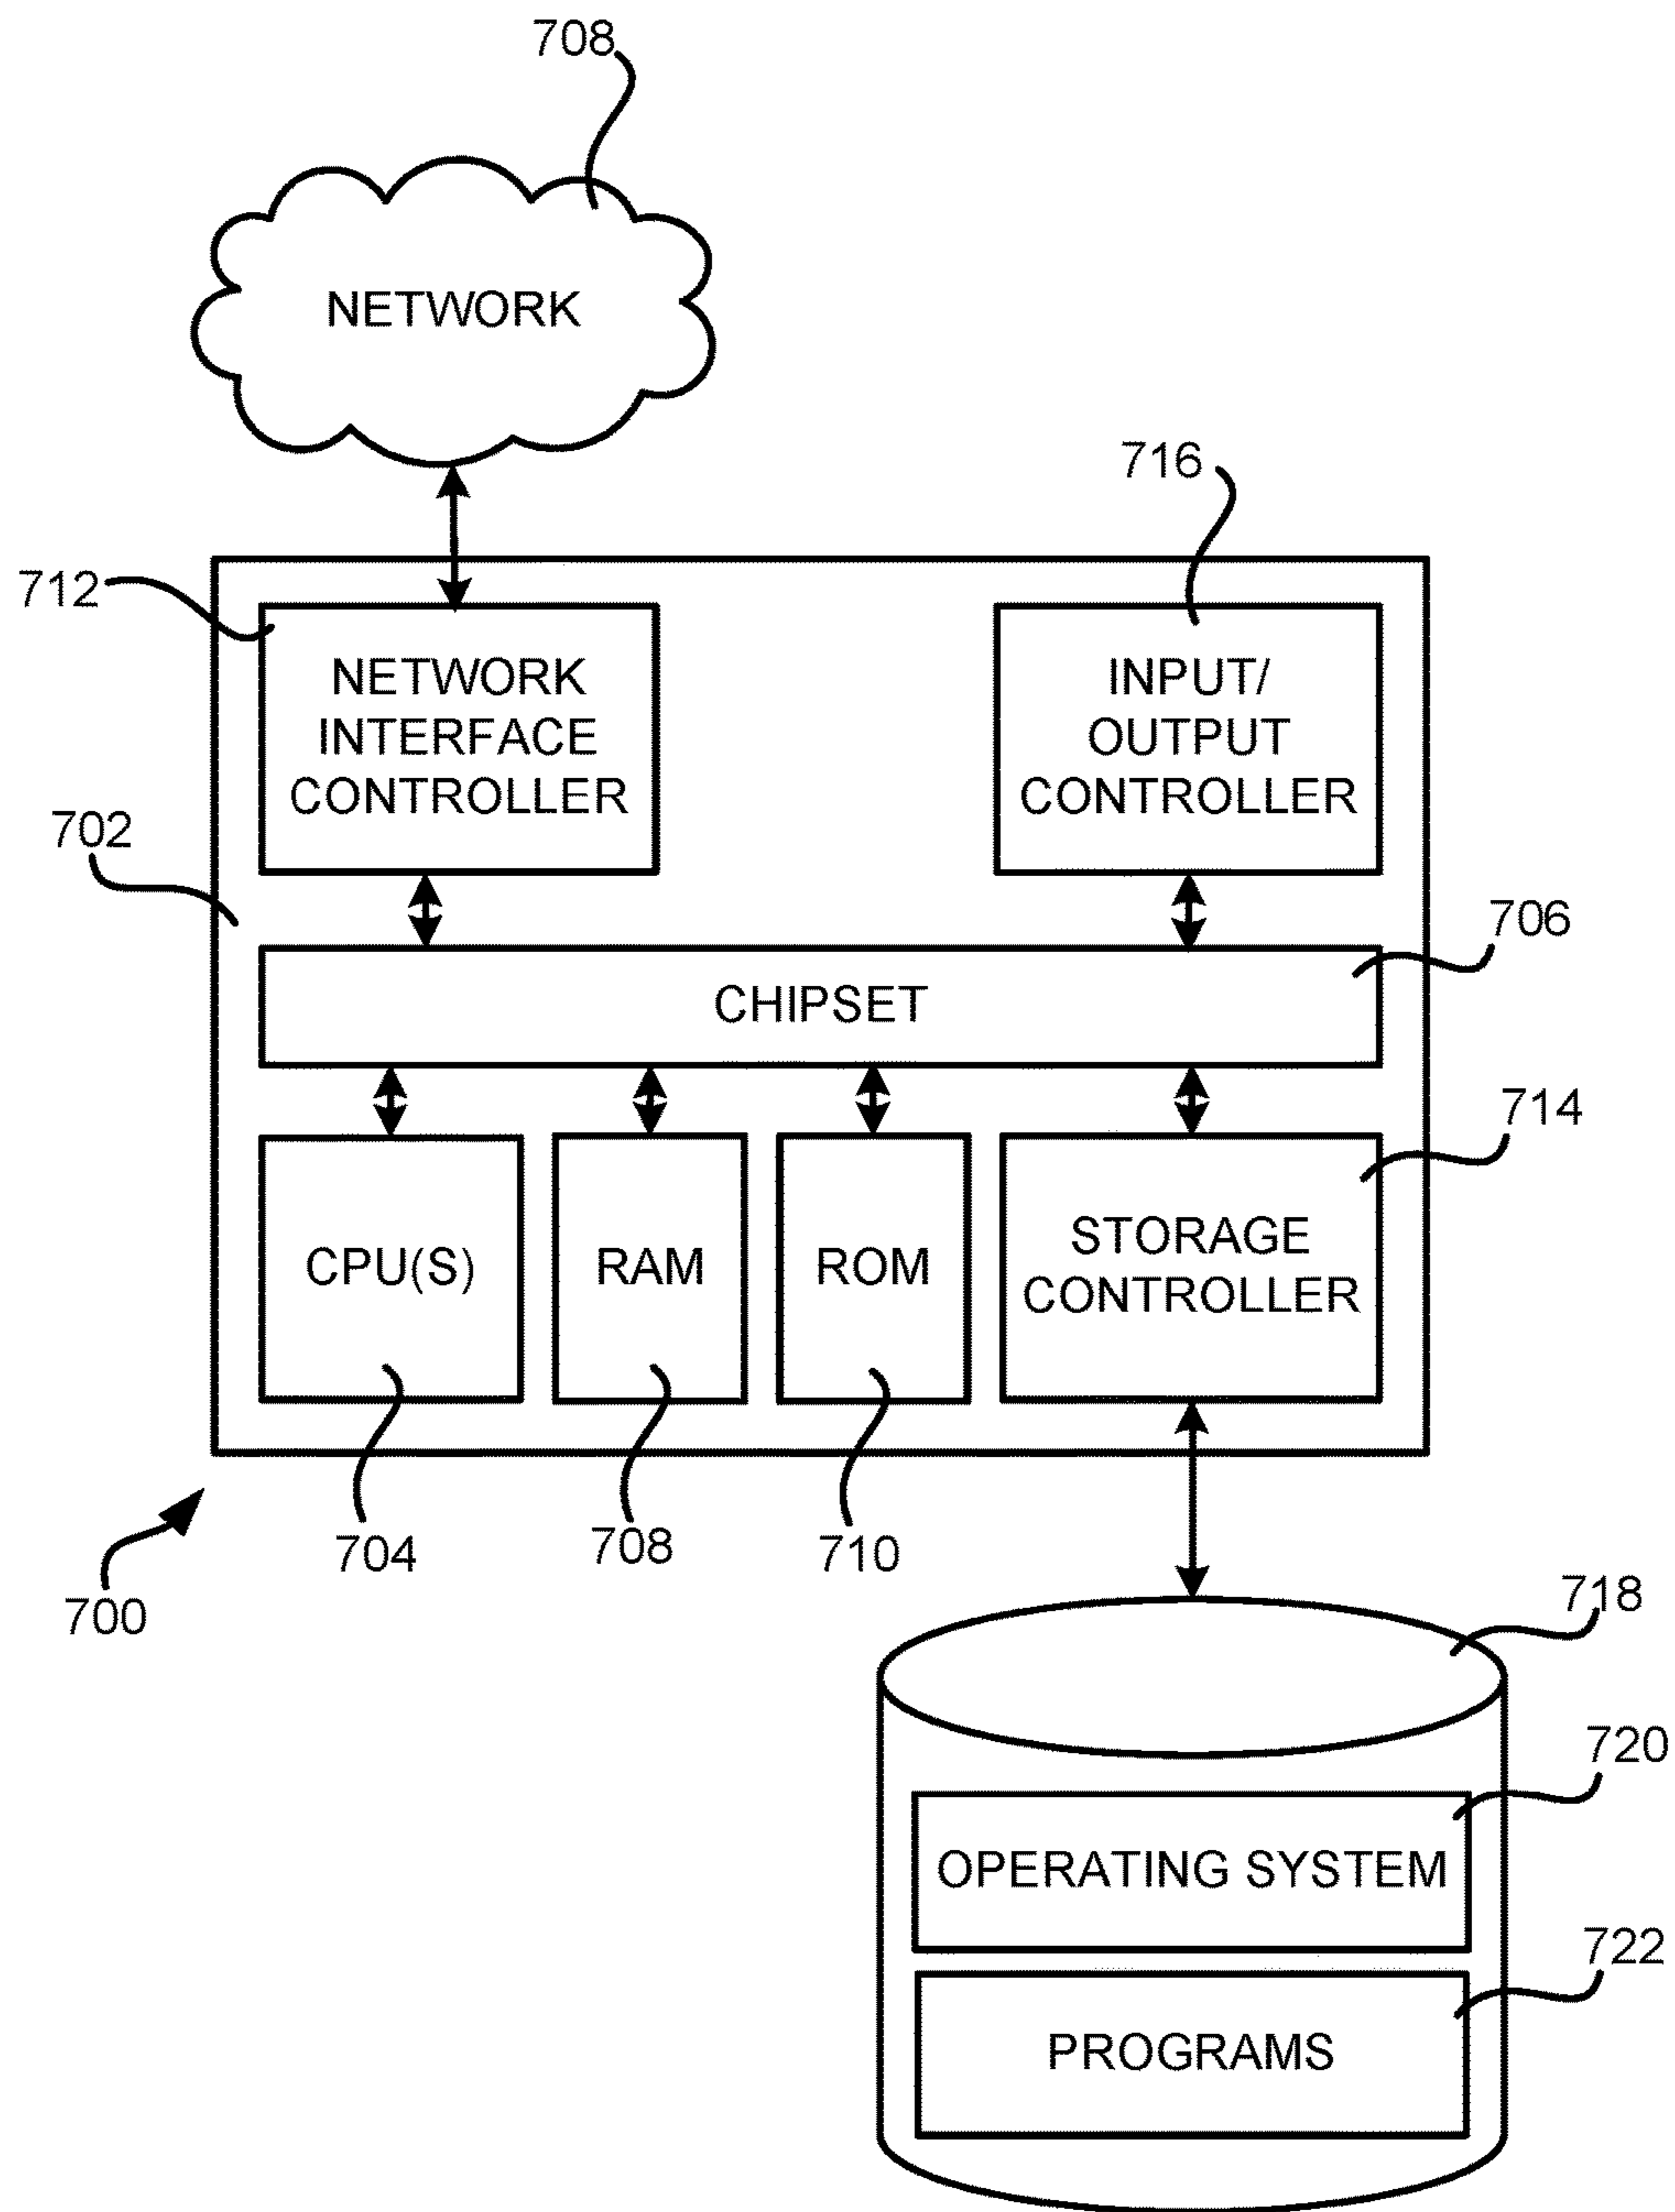 708
NETWORK
716
712
NETWORK
INTERFACE
CONTROLLER
INPUT/
OUTPUT
CONTROLLER
702
706
CHIPSET
714
CPU(S)
RAM
ROM
STORAGE
CONTROLLER
704
708
710
700
718
720
OPERATING SYSTEM
722
PROGRAMS